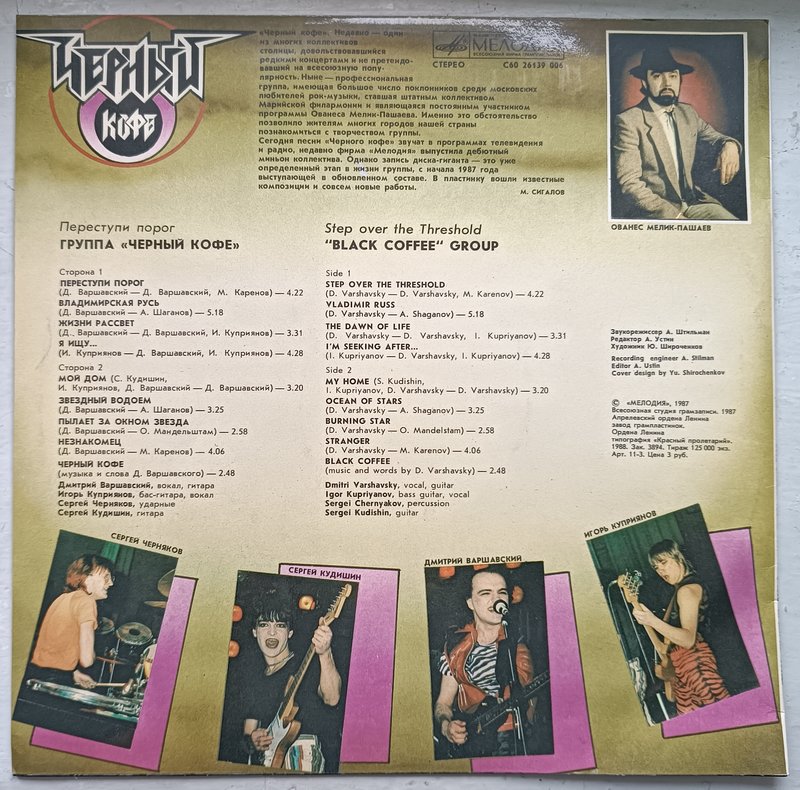 ЧЕРНЫЙ
КОФЕ
«Черный кофе». Недавно — один
из многих коллективов
столицы, довольствовавшийся
редкими концертами и не претендо-
вавший на всесоюзную попу-
лярность. Ныне — профессиональная
группа, имеющая большое число поклонников среди московских
любителей рок-музыки, ставшая штатным коллективом
Марийской филармонии и являющаяся постоянным участником
программы Ованеса Мелик-Пашаева. Именно это обстоятельство
позволило жителям многих городов нашей страны
познакомиться с творчеством группы.
Сегодня песни «Черного кофе» звучат в программах телевидения
и радио, недавно фирма «Мелодия» выпустила дебютный
миньон коллектива. Однако запись диска-гиганта — это уже
определенный этап в жизни группы, с начала 1987 года
выступающей в обновленном составе. В пластинку вошли известные
композиции и совсем новые работы.
М. СИГАЛОВ
СТЕРЕО
С60 26139 006
ОВАНЕС МЕЛИК-ПАШАЕВ
Переступи порог
ГРУППА «ЧЕРНЫЙ КОФЕ»
Сторона 1
ПЕРЕСТУПИ ПОРОГ
(Д. Варшавский — Д. Варшавский, М. Каренов) — 4.22
ВЛАДИМИРСКАЯ РУСЬ
(Д. Варшавский — А. Шаганов) — 5.18
ЖИЗНИ РАССВЕТ
(Д. Варшавский — Д. Варшавский, И. Куприянов) — 3.31
Я ИЩУ...
(И. Куприянов — Д. Варшавский, И. Куприянов) — 4.28
Сторона 2
МОЙ ДОМ (С. Кудишин,
И. Куприянов, Д. Варшавский — Д. Варшавский) — 3.20
ЗВЕЗДНЫЙ ВОДОЕМ
(Д. Варшавский — А. Шаганов) — 3.25
ПЫЛАЕТ ЗА ОКНОМ ЗВЕЗДА
(Д. Варшавский — О. Мандельштам) — 2.58
НЕЗНАКОМЕЦ
(Д. Варшавский — М. Каренов) — 4.06
ЧЕРНЫЙ КОФЕ
(музыка и слова Д. Варшавского) — 2.48
Дмитрий Варшавский, вокал, гитара
Игорь Куприянов, бас-гитара, вокал
Сергей Черняков, ударные
Сергей Кудишин, гитара
Step over the Threshold
"BLACK COFFEE" GROUP
Side 1
STEP OVER THE THRESHOLD
(D. Varshavsky — D. Varshavsky, M. Karenov) — 4.22
VLADIMIR RUSS
(D. Varshavsky — A. Shaganov) — 5.18
THE DAWN OF LIFE
(D. Varshavsky — D. Varshavsky, I. Kupriyanov) — 3.31
I'M SEEKING AFTER...
(I. Kupriyanov — D. Varshavsky, I. Kupriyanov) — 4.28
Side 2
MY HOME (S. Kudishin,
I. Kupriyanov, D. Varshavsky — D. Varshavsky) — 3.20
OCEAN OF STARS
(D. Varshavsky — A. Shaganov) — 3.25
BURNING STAR
(D. Varshavsky — O. Mandelstam) — 2.58
STRANGER
(D. Varshavsky — M. Karenov) — 4.06
BLACK COFFEE
(music and words by D. Varshavsky) — 2.48
Dmitri Varshavsky, vocal, guitar
Igor Kupriyanov, bass guitar, vocal
Sergei Chernyakov, percussion
Sergei Kudishin, guitar
Звукорежиссер А. Штильман
Редактор А. Устин
Художник Ю. Широченков
Recording engineer A. Stilman
Editor A. Ustin
Cover design by Yu. Shirochenkov
© «МЕЛОДИЯ», 1987
Всесоюзная студия грамзаписи. 1987
Апрелевский ордена Ленина
завод грампластинок.
Ордена Ленина
типография «Красный пролетарий».
1988. Зак. 3894. Тираж 125 000 экз.
Арт. 11-3. Цена 3 руб.
СЕРГЕЙ ЧЕРНЯКОВ
СЕРГЕЙ КУДИШИН
ДМИТРИЙ ВАРШАВСКИЙ
ИГОРЬ КУПРИЯНОВ